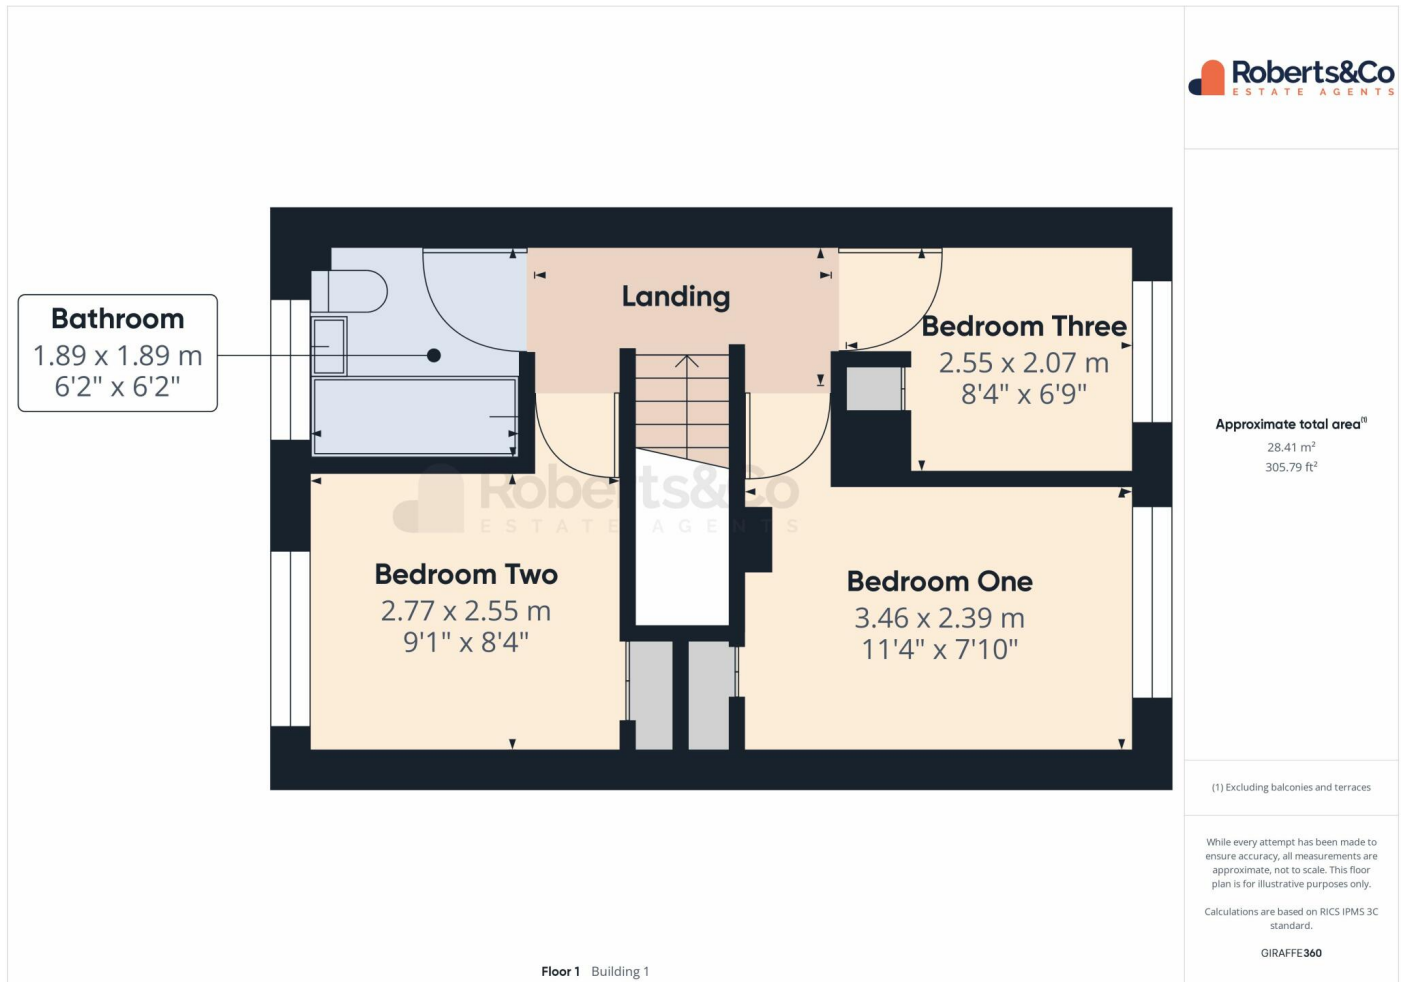 Roberts&Co
ESTATE AGENTS
Landing
Bathroom
1.89 x 1.89 m
6'2" x 6'2"
Bedroom Three
2.55 x 2.07 m
8'4" x 6'9"
Approximate total area(1)
28.41 m²
305.79 ft²
Roberts&Co
ESTATE AGENTS
Bedroom Two
2.77 x 2.55 m
9'1" x 8'4"
Bedroom One
3.46 x 2.39 m
11'4" x 7'10"
(1) Excluding balconies and terraces
While every attempt has been made to
ensure accuracy, all measurements are
approximate, not to scale. This floor
plan is for illustrative purposes only.
Calculations are based on RICS IPMS 3C
standard.
GIRAFFE360
Floor 1 Building 1